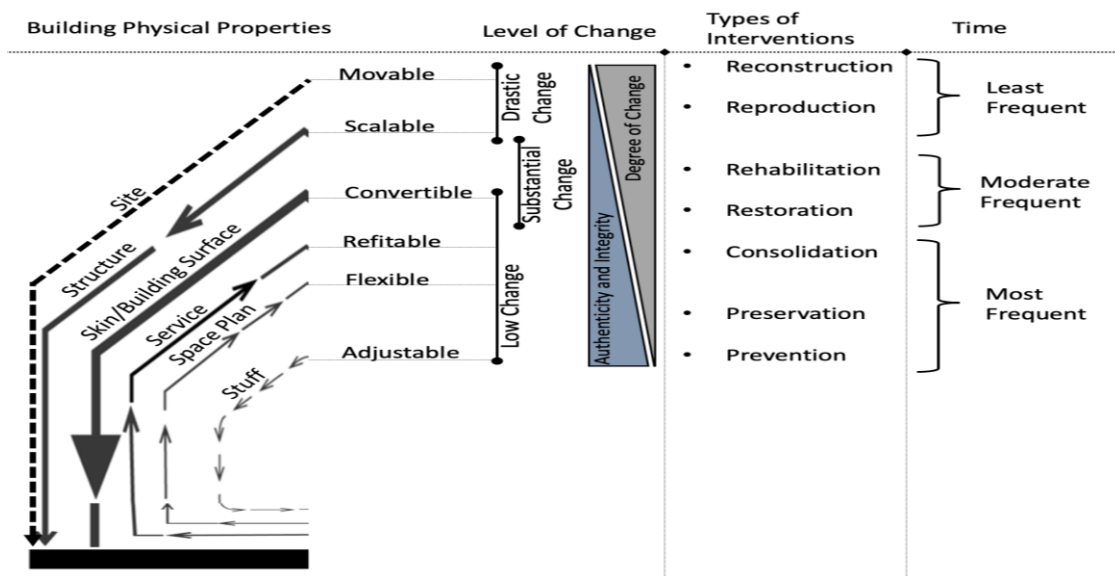 Building Physical Properties
Level of Change
Types of
Interventions
Time
Movable
Scalable
Convertible
Refitable
Flexible
Adjustable
Site
Structure
Skin/Building Surface
Service
Space Plan
Stuff
Drastic
Change
Substantial
Change
Low Change
Authenticity and Integrity
Degree of Change
• Reconstruction
• Reproduction
• Rehabilitation
• Restoration
• Consolidation
• Preservation
• Prevention
Least
Frequent
Moderate
Frequent
Most
Frequent